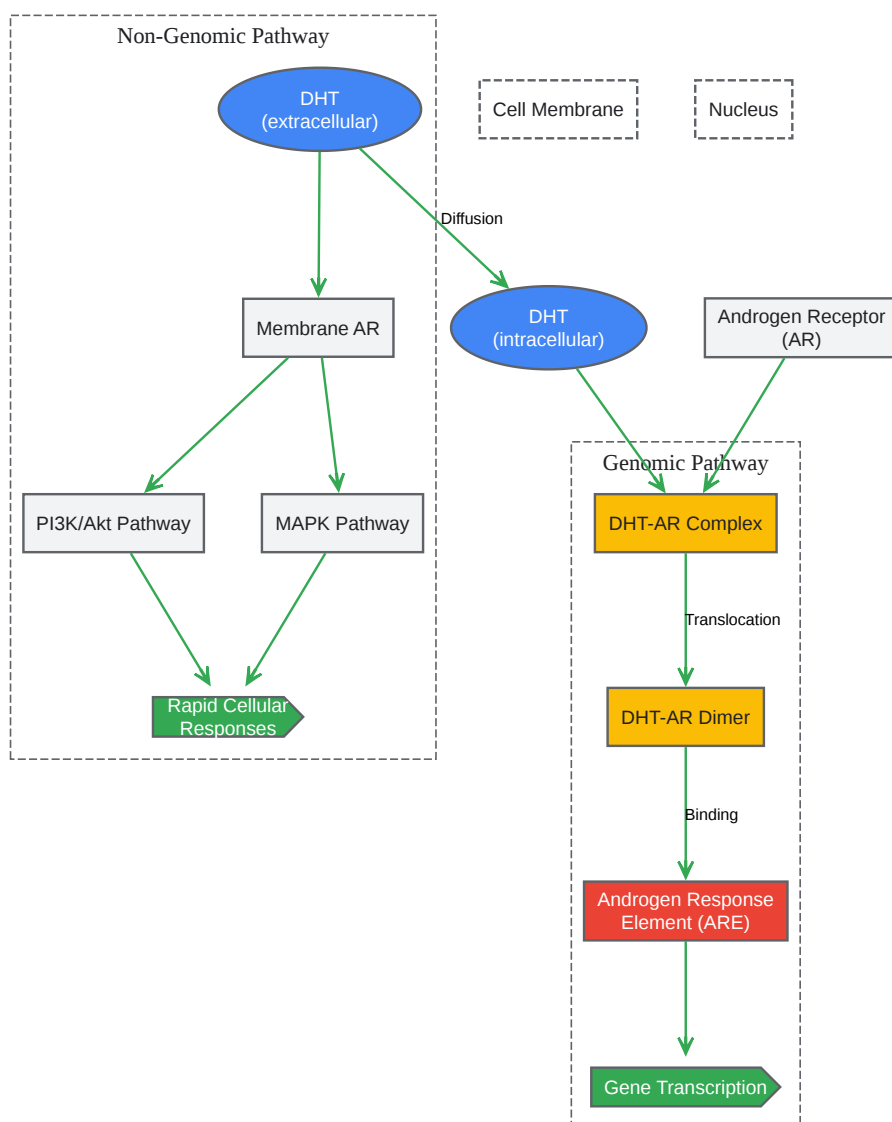 Non-Genomic Pathway
DHT
(extracellular)
Cell Membrane
Nucleus
Diffusion
Membrane AR
DHT
(intracellular)
Androgen Receptor
(AR)
Genomic Pathway
PI3K/Akt Pathway
MAPK Pathway
DHT-AR Complex
Translocation
Rapid Cellular
Responses
DHT-AR Dimer
Binding
Androgen Response
Element (ARE)
Gene Transcription